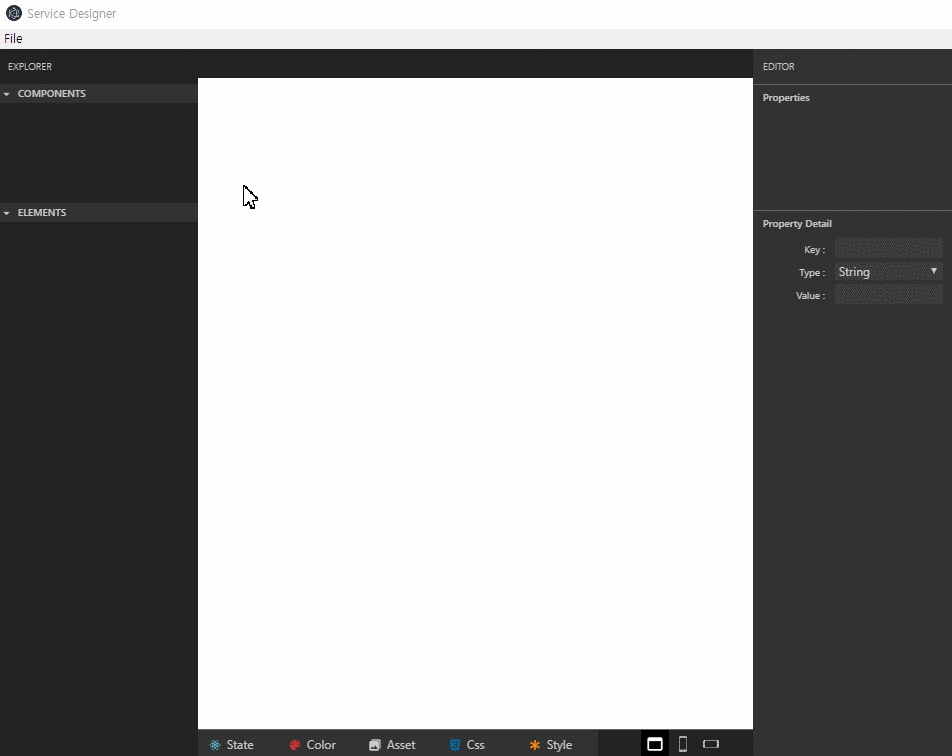 Service Designer
File
EXPLORER
COMPONENTS
ELEMENTS
EDITOR
Properties
Property Detail
Key :
Type : String
Value :
State Color Asset Css Style